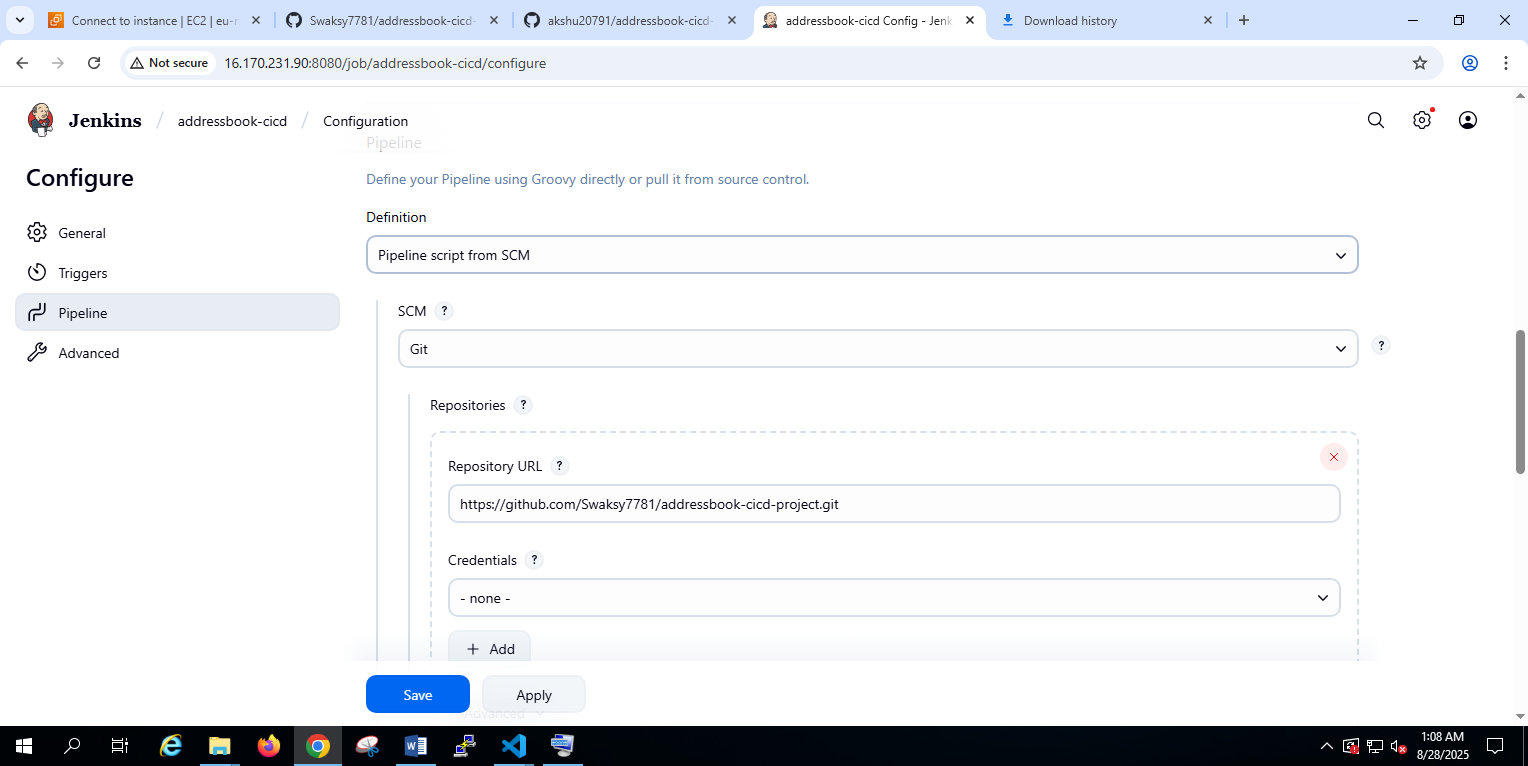 Connect to instance | EC2 | eu-n
Swaksy7781/addressbook-cicd-
akshu20791/addressbook-cicd-
addressbook-cicd Config - Jenk
Download history
Not secure
16.170.231.90:8080/job/addressbook-cicd/configure
Jenkins / addressbook-cicd / Configuration
Configure
General
Triggers
Pipeline
Advanced
Pipeline
Define your Pipeline using Groovy directly or pull it from source control.
Definition
Pipeline script from SCM
SCM ?
Git
?
Repositories ?
Repository URL ?
https://github.com/Swaksy7781/addressbook-cicd-project.git
Credentials ?
- none -
+ Add
Save
Apply
Advanced
1:08 AM
8/28/2025